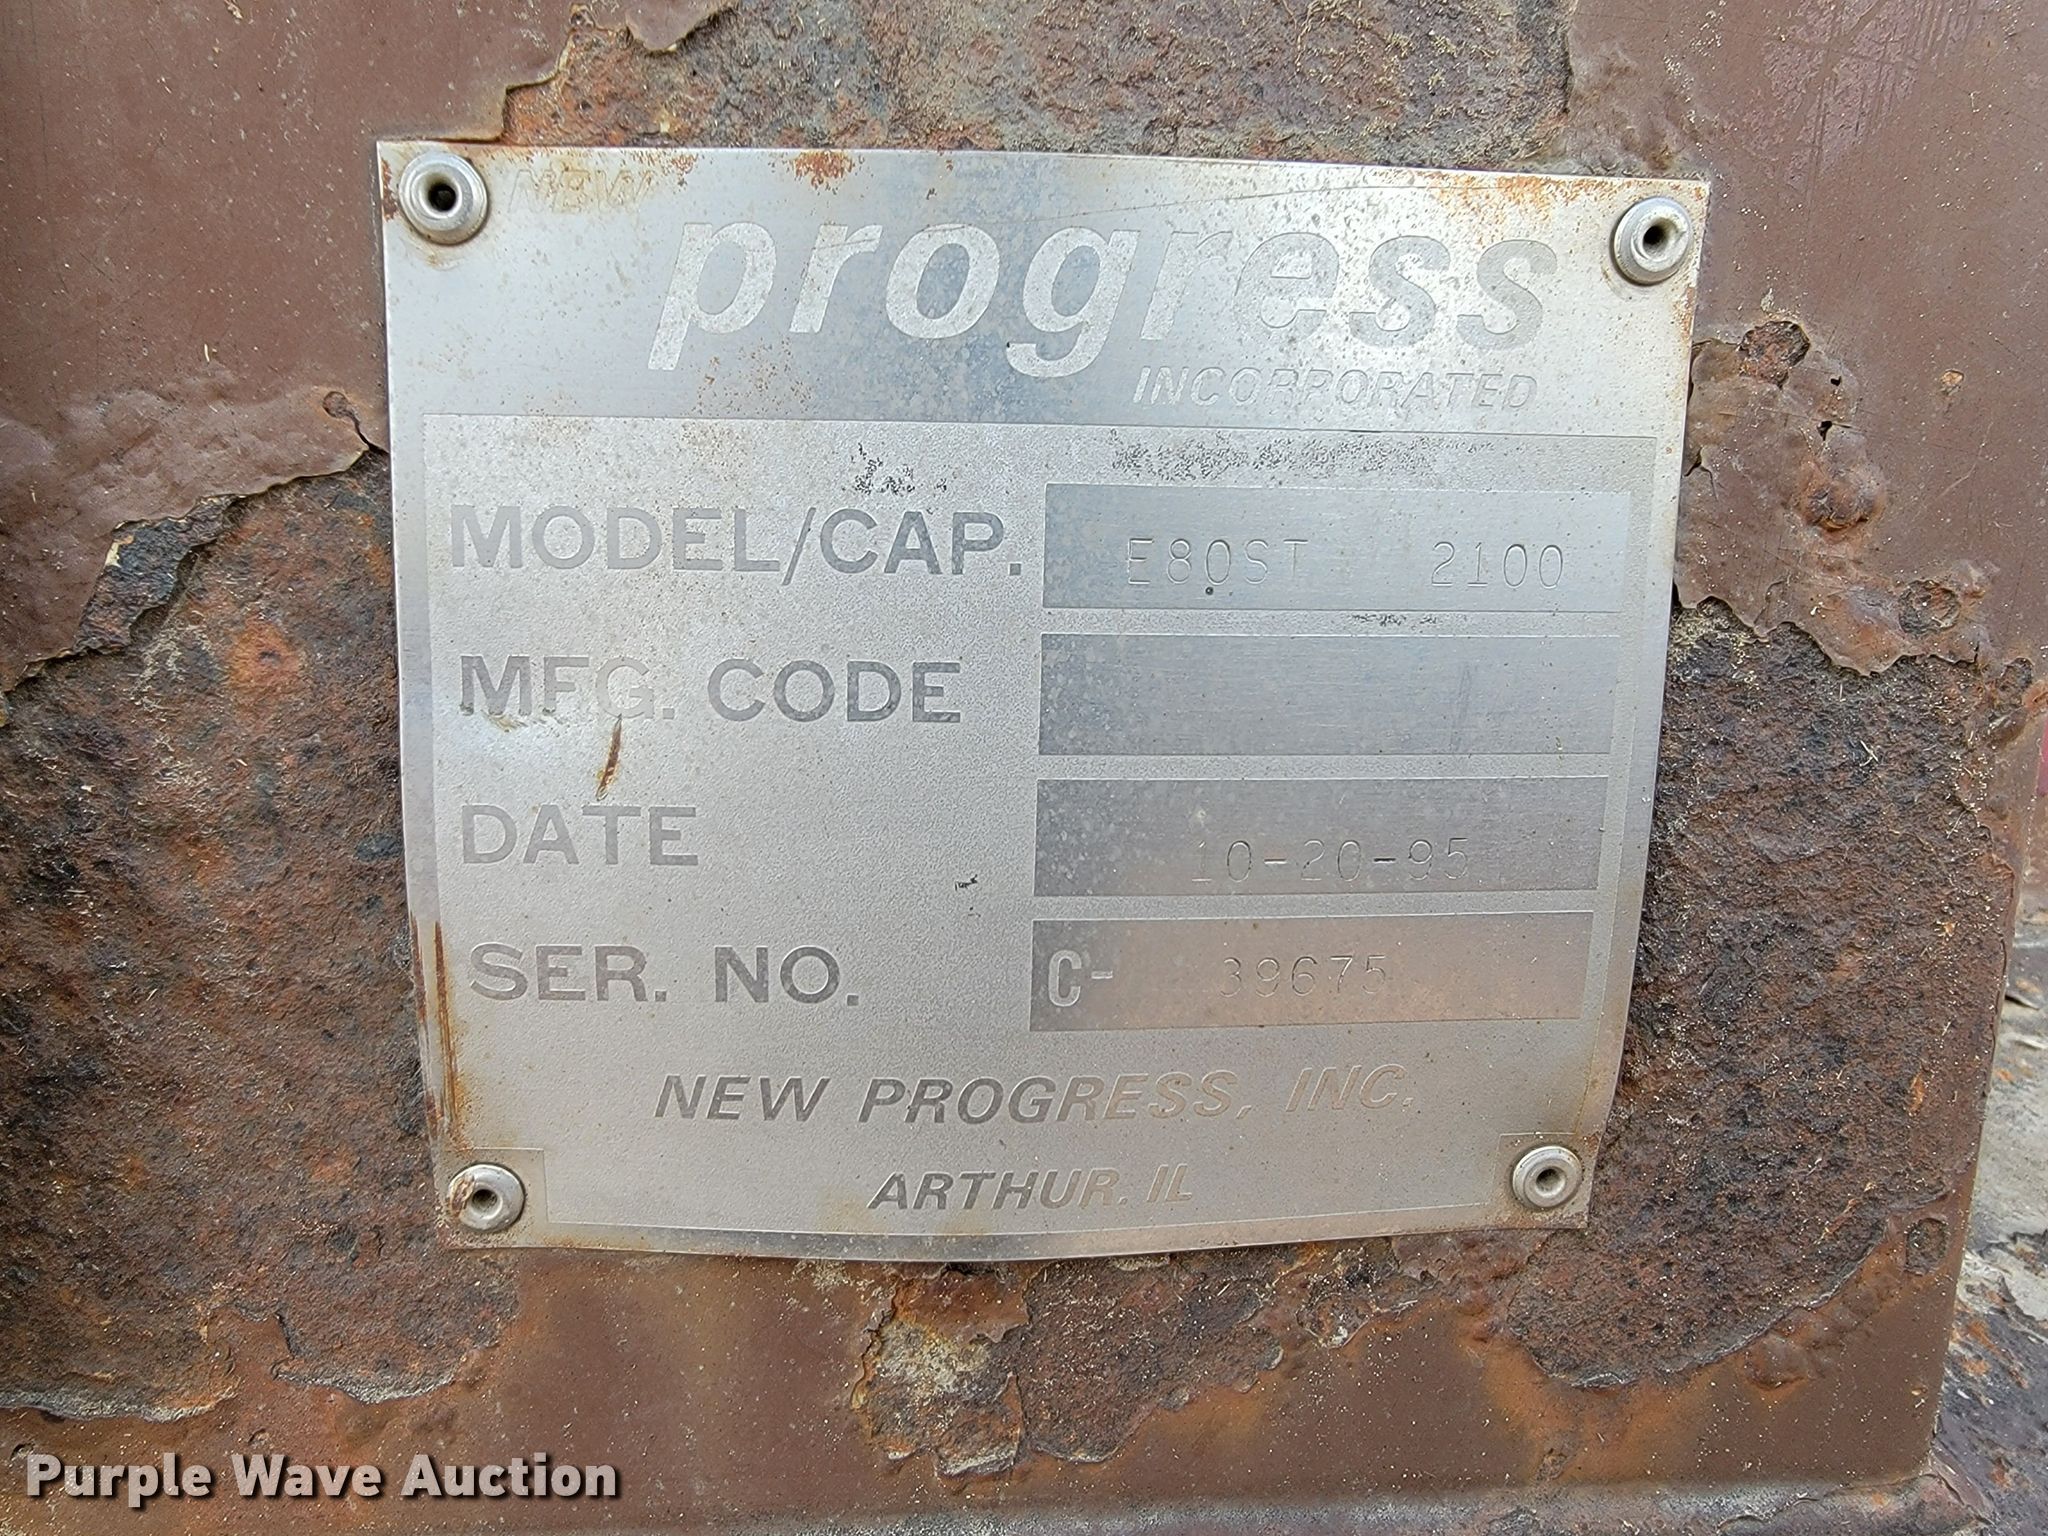 NEW
progress
INCORPORATED
MODEL/CAP. E80ST 2100
MFG. CODE
DATE 10-20-95
SER. NO. C- 39675
NEW PROGRESS, INC.
ARTHUR, IL
Purple Wave Auction